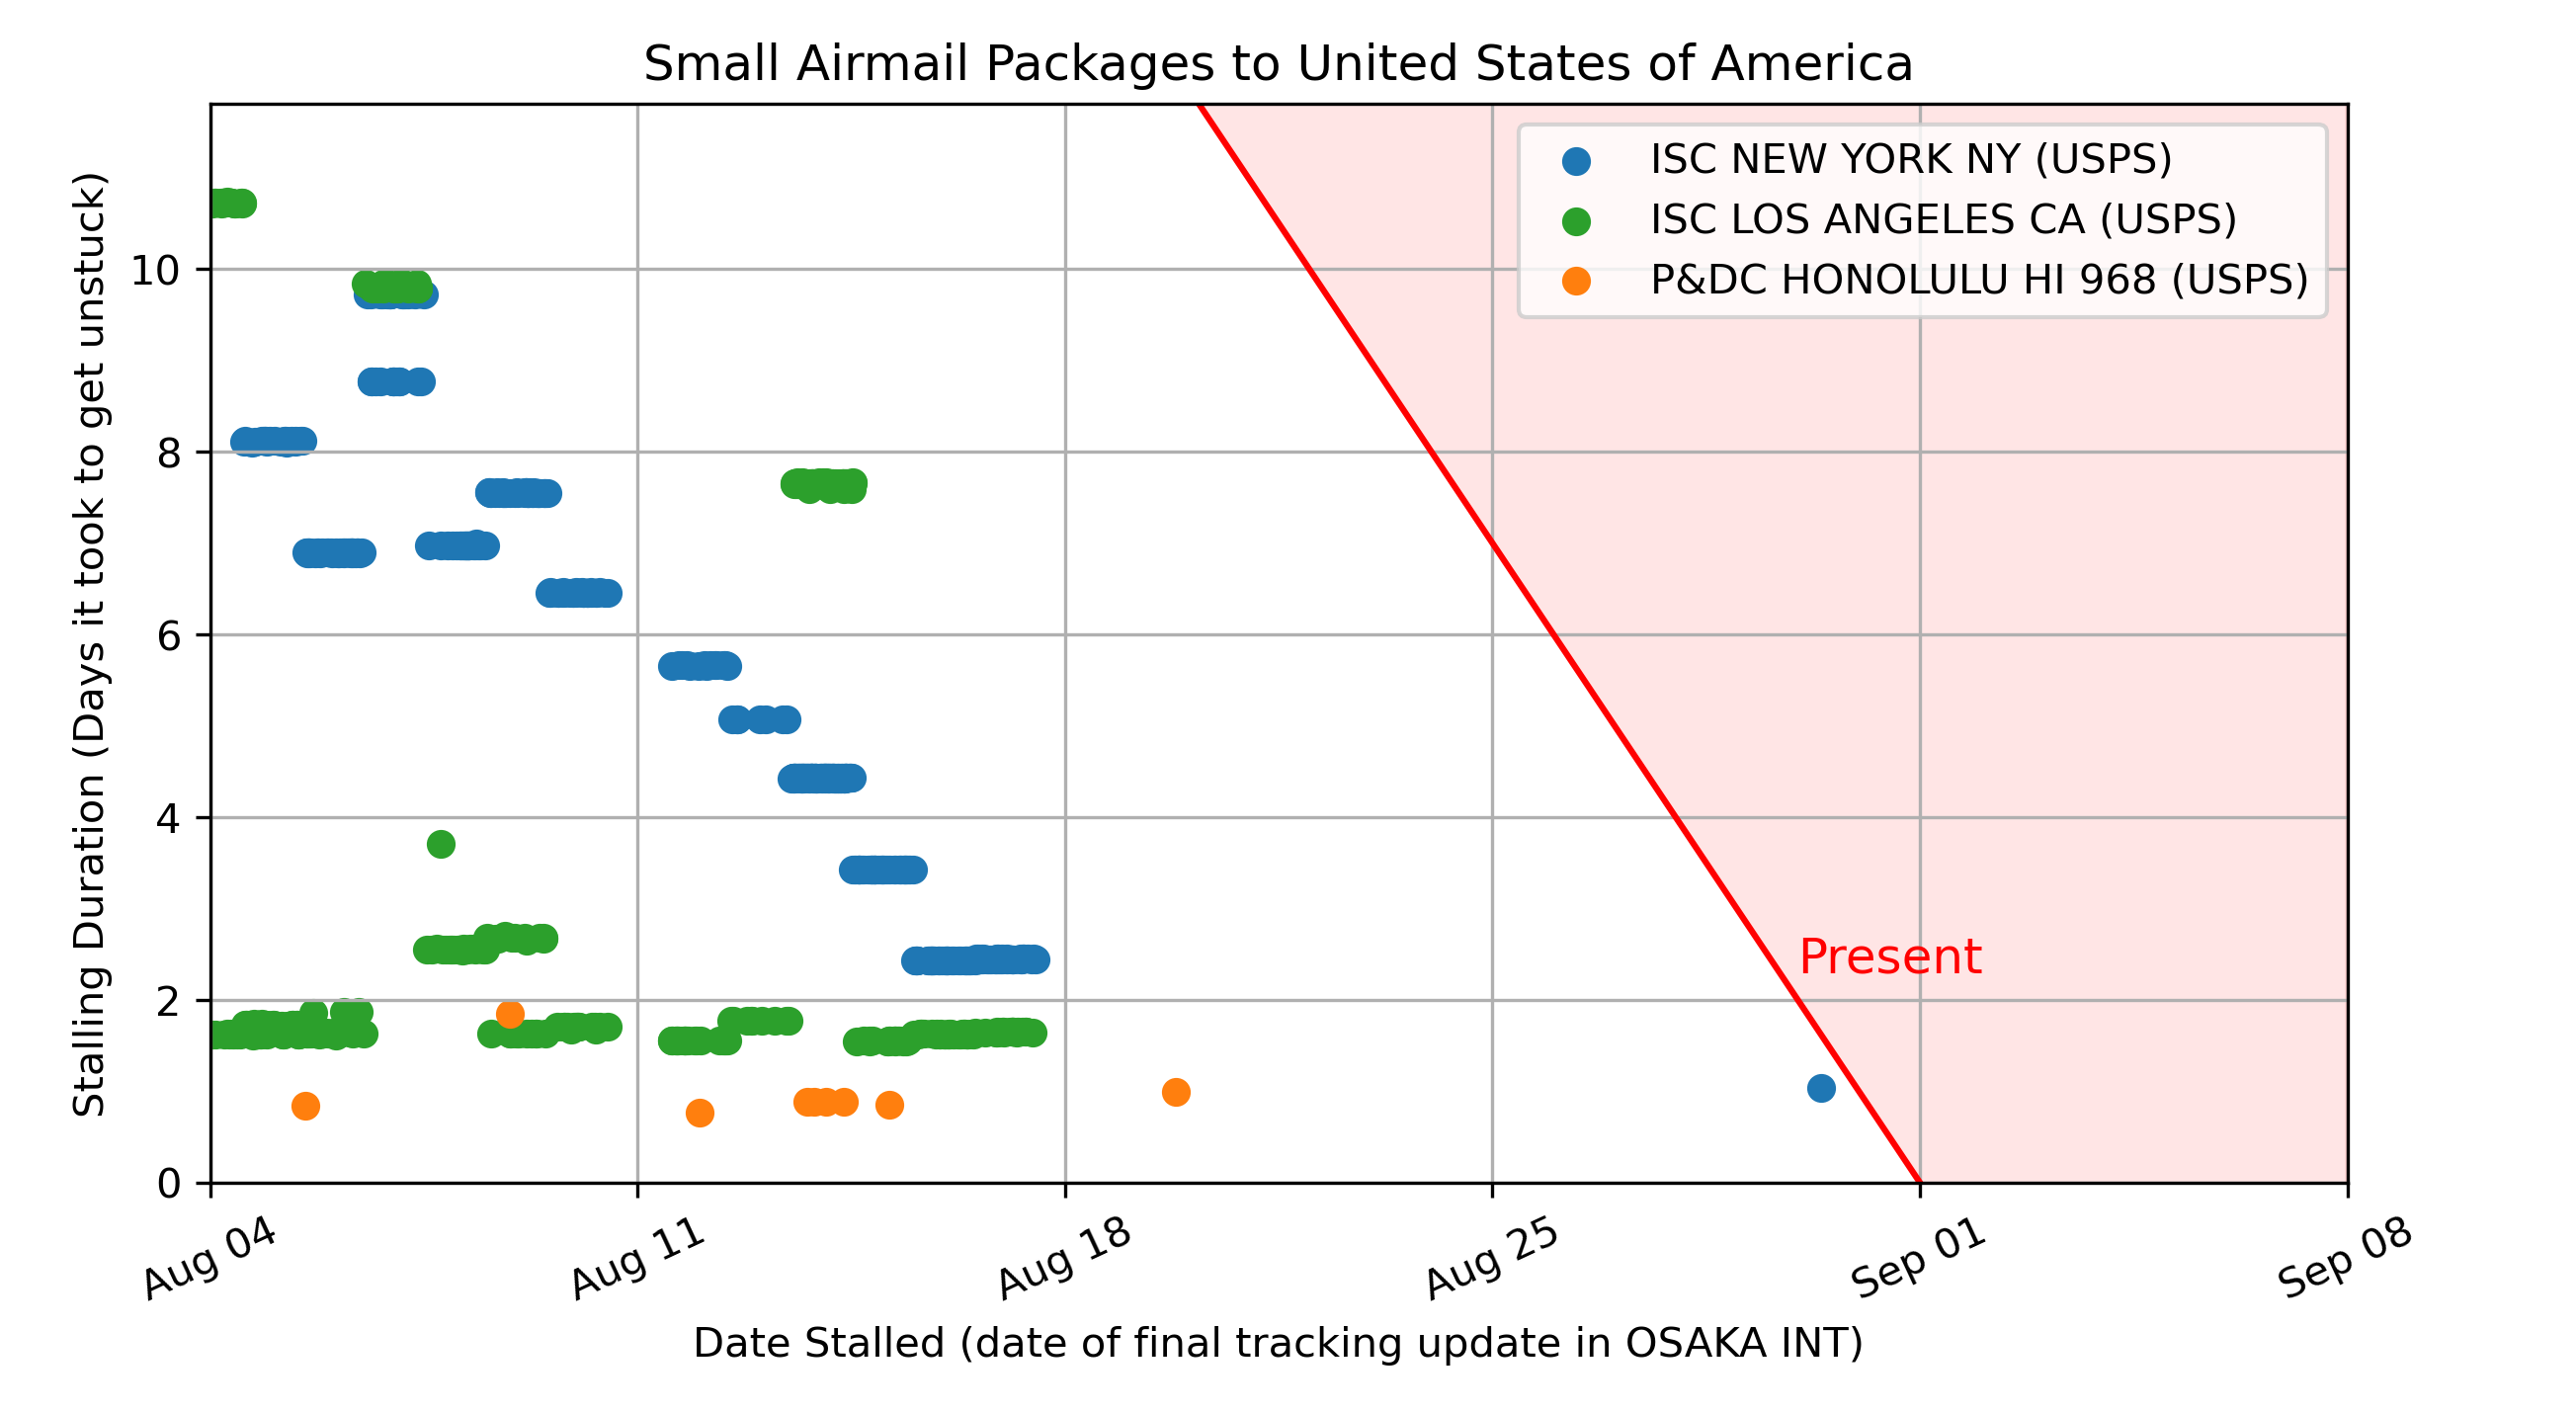 Small Airmail Packages to United States of America
Stalling Duration (Days it took to get unstuck)
10
8
6
4
2
0
ISC NEW YORK NY (USPS)
ISC LOS ANGELES CA (USPS)
P&DC HONOLULU HI 968 (USPS)
Present
Aug 04
Aug 11
Aug 18
Aug 25
Sep 01
Sep 08
Date Stalled (date of final tracking update in OSAKA INT)